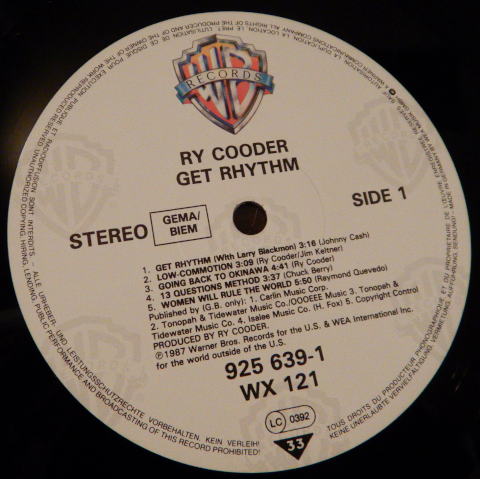 WB
RECORDS
RY COODER
GET RHYTHM
STEREO
GEMA/
BIEM
SIDE 1
1. GET RHYTHM (With Larry Blackmon) 3:16 (Johnny Cash)
2. LOW-COMMOTION 3:09 (Ry Cooder/Jim Keltner)
3. GOING BACK TO OKINAWA 4:41 (Ry Cooder)
4. 13 QUESTIONS METHOD 3:37 (Chuck Berry)
5. WOMEN WILL RULE THE WORLD 5:50 (Raymond Quevedo)
Published by (G.B. only): 1. Carlin Music Corp.
2. Tonopah & Tidewater Music Co./OOOEEE Music 3. Tonopah &
Tidewater Music Co. 4. Isalee Music Co. (H. Fox) 5. Copyright Control
PRODUCED BY RY COODER.
℗1987 Warner Bros. Records for the U.S. & WEA International Inc.
for the world outside of the U.S.
925 639-1
WX 121
LC 0392
33
ALLE URHEBER- UND LEISTUNGSSCHUTZRECHTE VORBEHALTEN. KEIN VERLEIH!
KEINE UNERLAUBTE VERVIELFÄLTIGUNG, VERMIETUNG, AUFFÜHRUNG, SENDUNG!
TOUS DROITS DU PRODUCTEUR PHONOGRAPHIQUE ET DU PROPRIETAIRE DE L'ŒUVRE
LENDING, PUBLIC PERFORMANCE AND BROADCASTING OF THIS RECORD PROHIBITED!